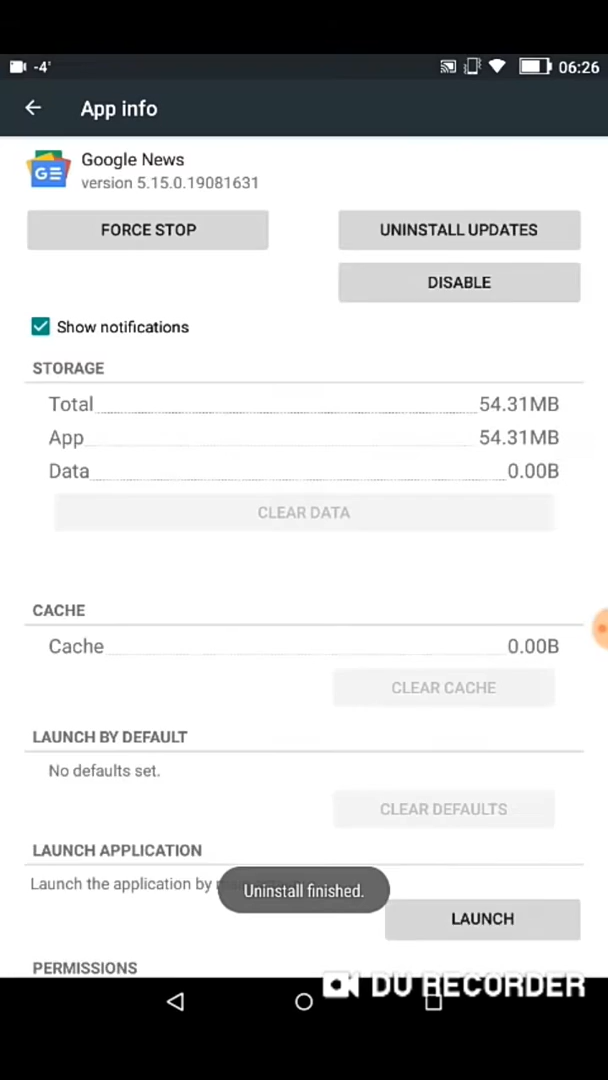 -4'
06:26
App info
Google News
version 5.15.0.19081631
FORCE STOP
UNINSTALL UPDATES
DISABLE
Show notifications
STORAGE
Total 54.31MB
App 54.31MB
Data 0.00B
CLEAR DATA
CACHE
Cache 0.00B
CLEAR CACHE
LAUNCH BY DEFAULT
No defaults set.
CLEAR DEFAULTS
LAUNCH APPLICATION
Launch the application by
Uninstall finished.
LAUNCH
PERMISSIONS
DU RECORDER